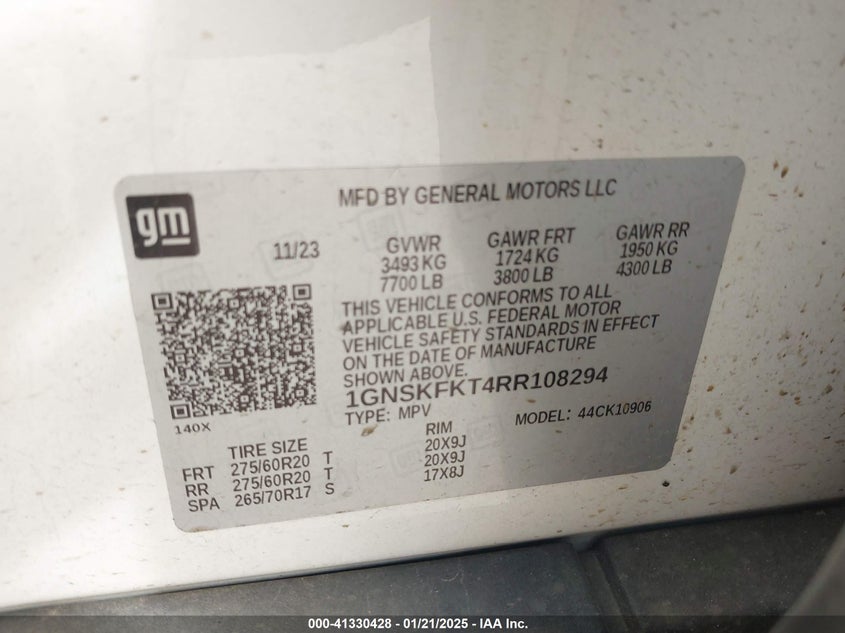 gm
MFD BY GENERAL MOTORS LLC
11/23
GVWR GAWR FRT GAWR RR
3493 KG 1724 KG 1950 KG
7700 LB 3800 LB 4300 LB
THIS VEHICLE CONFORMS TO ALL
APPLICABLE U.S. FEDERAL MOTOR
VEHICLE SAFETY STANDARDS IN EFFECT
ON THE DATE OF MANUFACTURE
SHOWN ABOVE.
1GNSKFKT4RR108294
TYPE: MPV MODEL: 44CK10906
140X
TIRE SIZE RIM
FRT 275/60R20 T 20X9J
RR 275/60R20 T 20X9J
SPA 265/70R17 S 17X8J
000-41330428 - 01/21/2025 - IAA Inc.